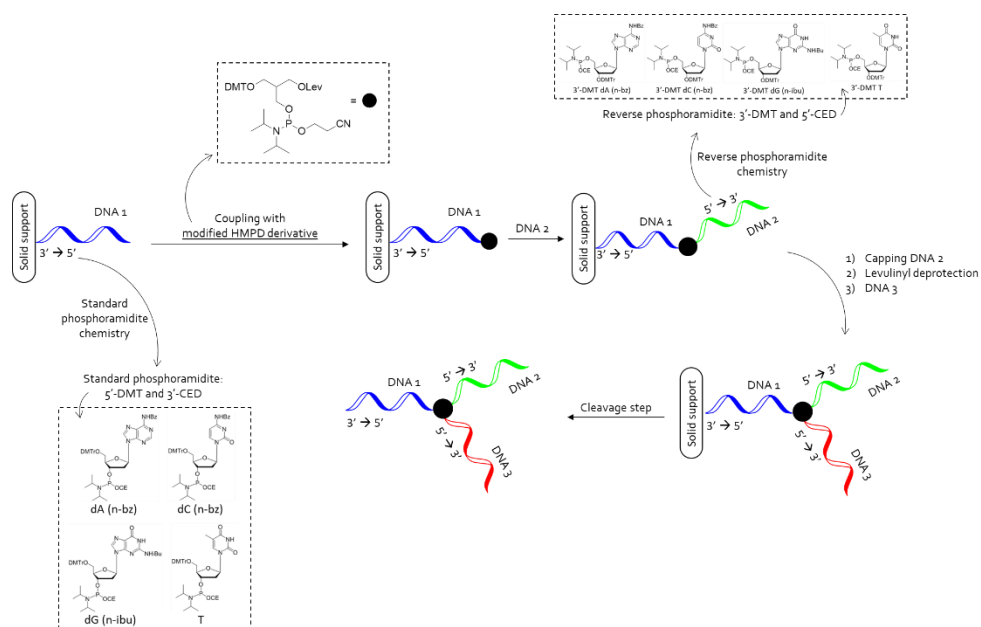 NHBz
NHBz
3'-DMT dA (n-bz)
3'-DMT dC (n-bz)
3'-DMT dG (n-ibu)
3'-DMT T
Reverse phosphoramidite: 3'-DMT and 5'-CED
DMTO
OLev
O
O
P
N
O
CN
=
Reverse phosphoramidite
chemistry
Solid support
DNA 1
3' → 5'
Coupling with
modified HMPD derivative
Solid support
DNA 1
3' → 5'
DNA 2
Solid support
DNA 1
3' → 5'
5' → 3'
DNA 2
1) Capping DNA 2
2) Levulinyl deprotection
3) DNA 3
Standard
phosphoramidite
chemistry
Standard phosphoramidite:
5'-DMT and 3'-CED
NHBz
DMTrO
OCE
dA (n-bz)
NHBz
DMTrO
OCE
dC (n-bz)
NHiBu
DMTrO
OCE
dG (n-ibu)
DMTrO
OCE
T
DNA 1
3' → 5'
5' → 3'
DNA 2
5' → 3'
DNA 3
Cleavage step
Solid support
DNA 1
3' → 5'
5' → 3'
DNA 2
5' → 3'
DNA 3